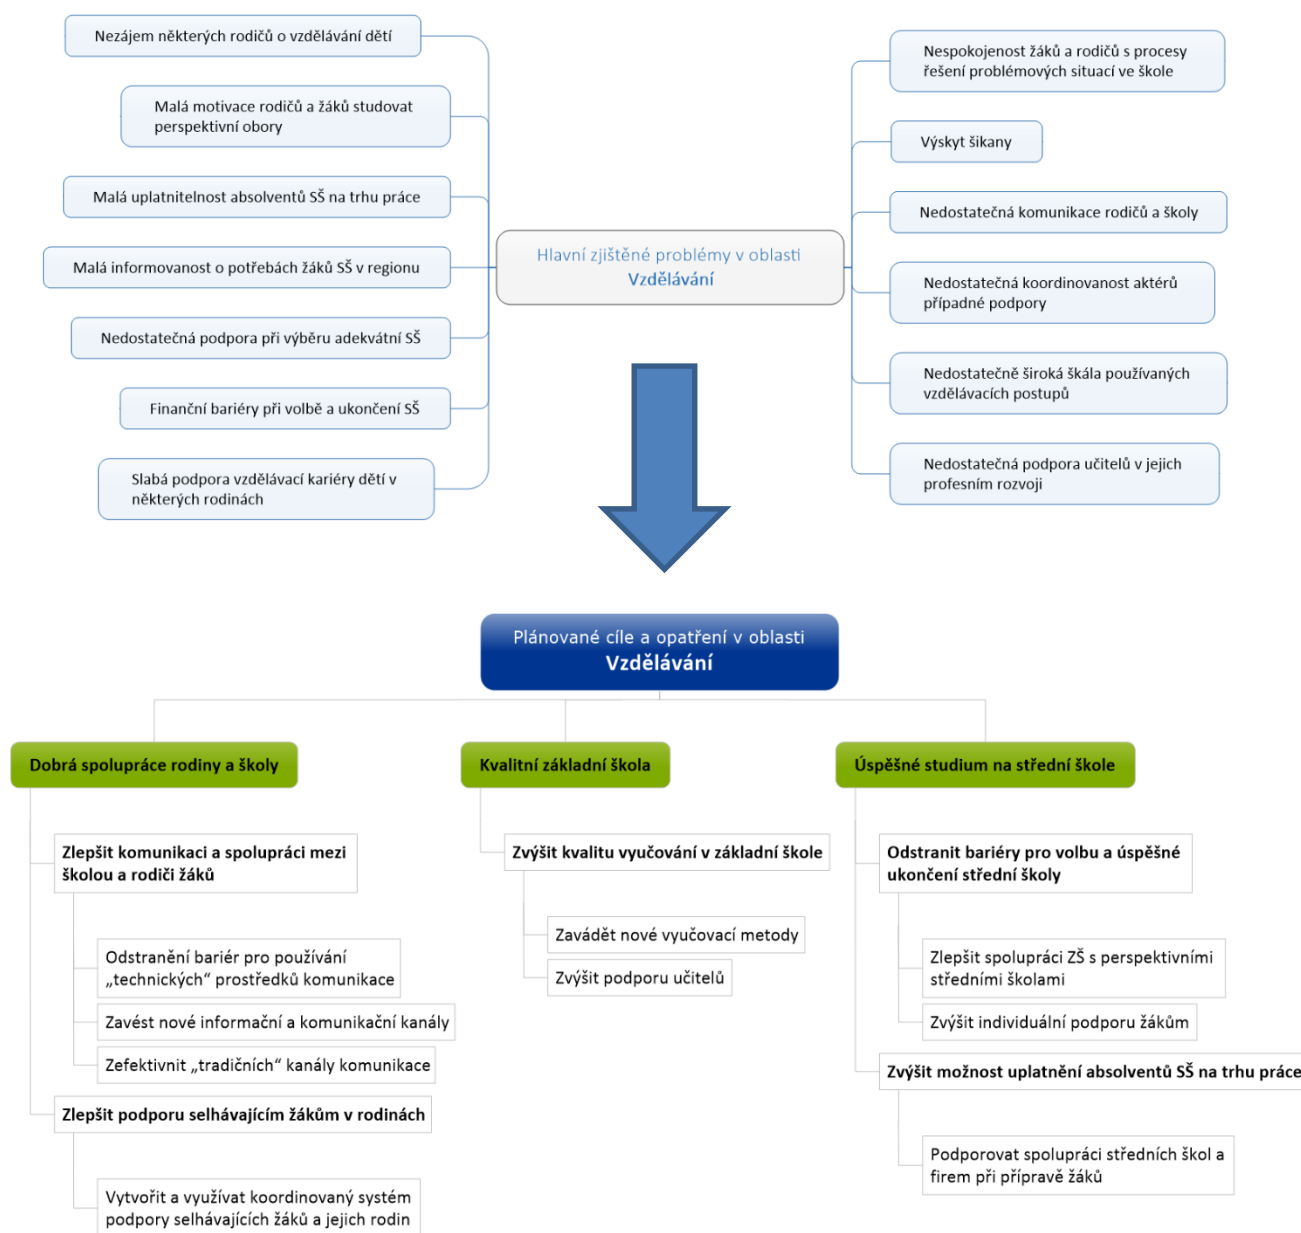 Nezájem některých rodičů o vzdělávání dětí
Malá motivace rodičů a žáků studovat
perspektivní obory
Malá uplatnitelnost absolventů SŠ na trhu práce
Malá informovanost o potřebách žáků SŠ v regionu
Nedostatečná podpora při výběru adekvátní SŠ
Finanční bariéry při volbě a ukončení SŠ
Slabá podpora vzdělávací kariéry dětí v
některých rodinách
Hlavní zjištěné problémy v oblasti
Vzdělávání
Nespokojenost žáků a rodičů s procesy
řešení problémových situací ve škole
Výskyt šikany
Nedostatečná komunikace rodičů a školy
Nedostatečná koordinovanost aktérů
případné podpory
Nedostatečně široká škála používaných
vzdělávacích postupů
Nedostatečná podpora učitelů v jejich
profesním rozvoji
Plánované cíle a opatření v oblasti
Vzdělávání
Dobrá spolupráce rodiny a školy
Zlepšit komunikaci a spolupráci mezi
školou a rodiči žáků
Odstranění bariér pro používání
„technických“ prostředků komunikace
Zavést nové informační a komunikační kanály
Zefektivnit „tradičních“ kanály komunikace
Zlepšit podporu selhávajícím žákům v rodinách
Vytvořit a využívat koordinovaný systém
podpory selhávajících žáků a jejich rodin
Kvalitní základní škola
Zvýšit kvalitu vyučování v základní škole
Zavádět nové vyučovací metody
Zvýšit podporu učitelů
Úspěšné studium na střední škole
Odstranit bariéry pro volbu a úspěšné
ukončení střední školy
Zlepšit spolupráci ZŠ s perspektivními
středními školami
Zvýšit individuální podporu žákům
Zvýšit možnost uplatnění absolventů SŠ na trhu práce
Podporovat spolupráci středních škol a
firem při přípravě žáků